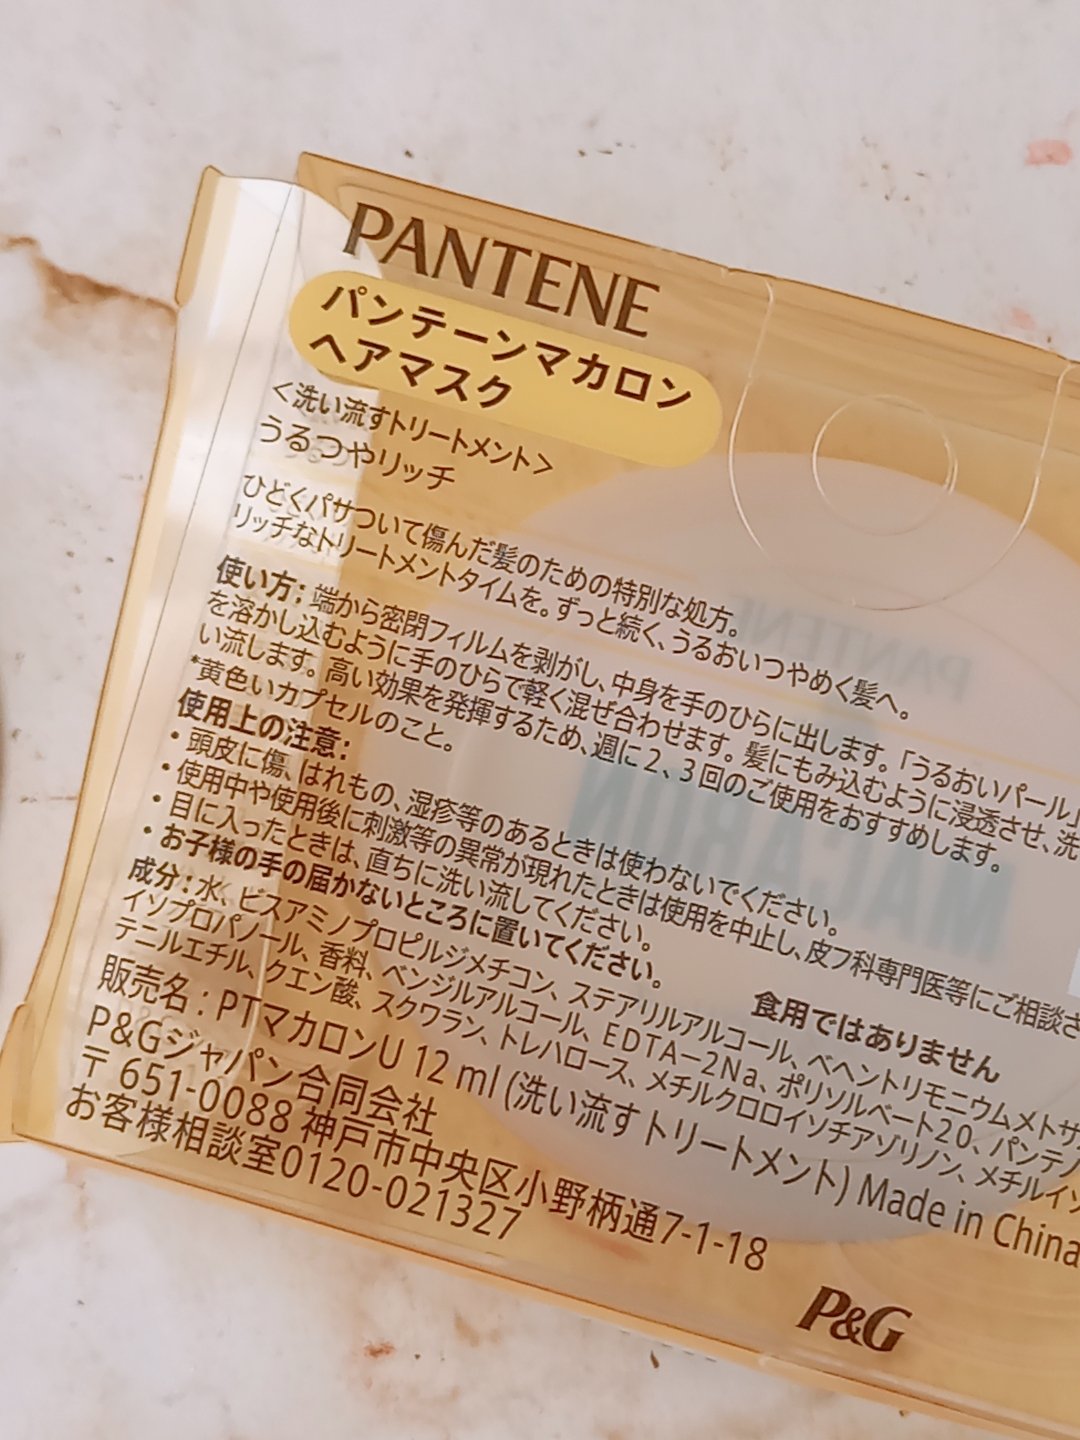 PANTENE
パンテーンマカロン
ヘアマスク
＜洗い流すトリートメント＞
うるつやリッチ
ひどくパサついて傷んだ髪のための特別な処方。
リッチなトリートメントタイムを。ずっと続く、うるおいつやめく髪へ。
使い方：端から密閉フィルムを剥がし、中身を手のひらに出します。「うるおいパール」
を溶かし込むように手のひらで軽く混ぜ合わせます。髪にもみ込むように浸透させ、洗
い流します。高い効果を発揮するため、週に2、3回のご使用をおすすめします。
*黄色いカプセルのこと。
使用上の注意：
・頭皮に傷、はれもの、湿疹等のあるときは使わないでください。
・使用中や使用後に刺激等の異常が現れたときは使用を中止し、皮フ科専門医等にご相談さ
・目に入ったときは、直ちに洗い流してください。
・お子様の手の届かないところに置いてください。
食用ではありません
成分：水、ビスアミノプロピルジメチコン、ステアリルアルコール、ベヘントリモニウムメトサ
イソプロパノール、香料、ベンジルアルコール、EDTA－2Na、ポリソルベート20、パンテノ
テニルエチル、クエン酸、スクワラン、トレハロース、メチルクロロイソチアゾリノン、メチルイソ
販売名：PTマカロンU 12 ml (洗い流すトリートメント) Made in China
P&Gジャパン合同会社
〒 651-0088 神戸市中央区小野柄通7-1-18
お客様相談室0120-021327
P&G
PANTENE
MACARON